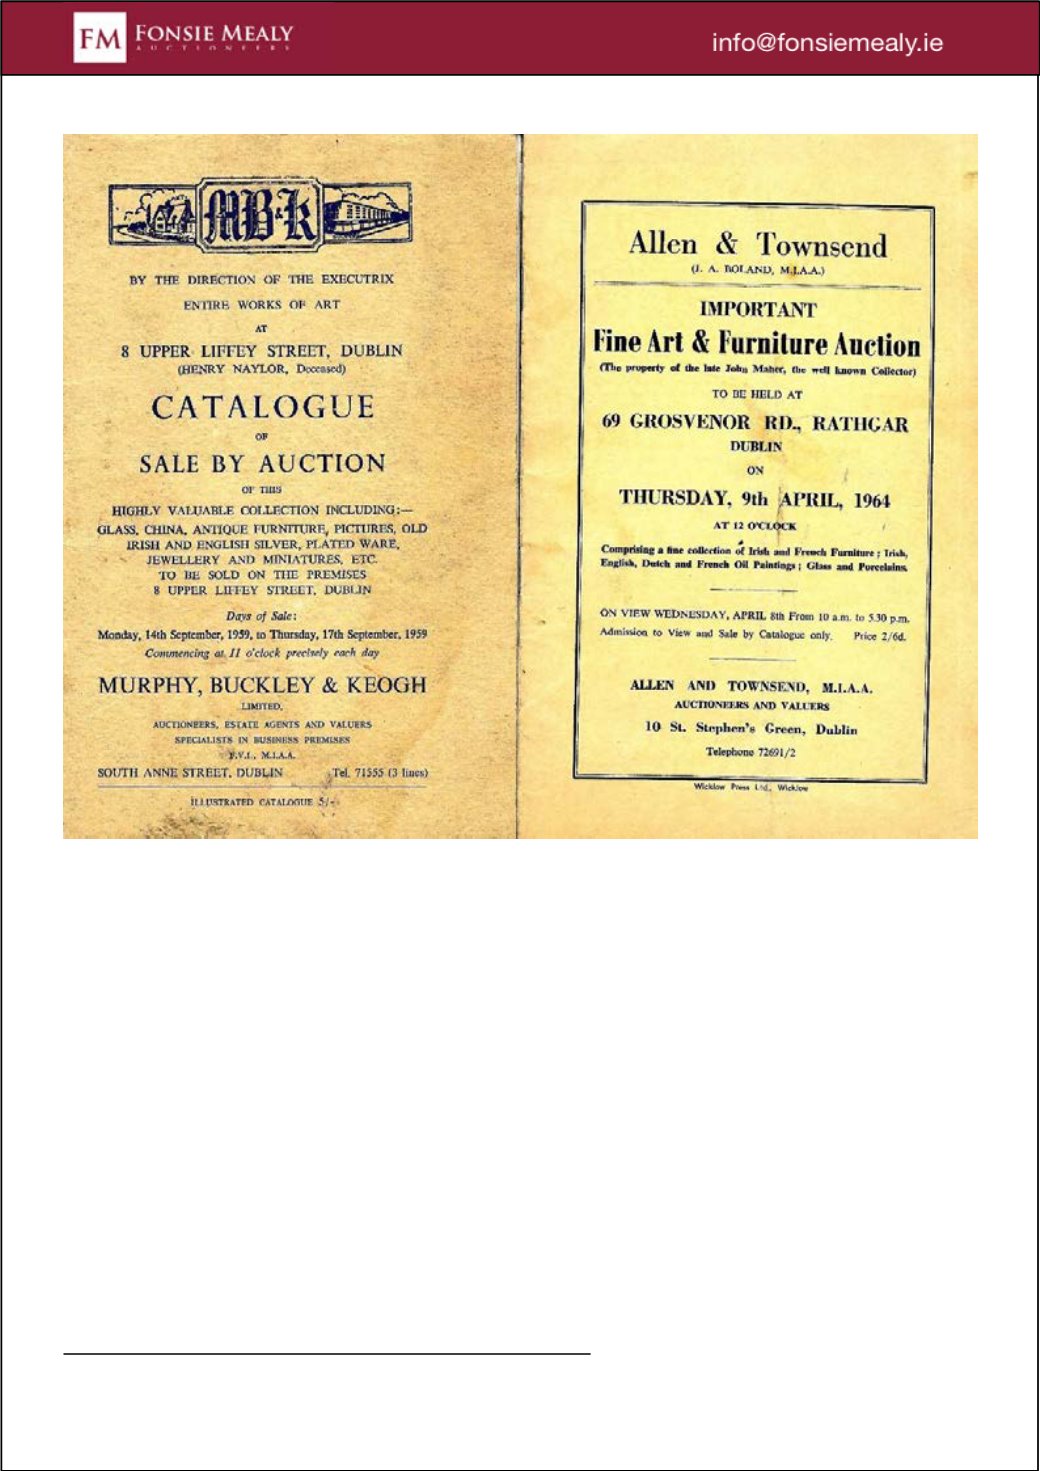 FM FONSIE MEALY
AUCTIONEERS
info@fonsiemealy.ie
MB&K
BY THE DIRECTION OF THE EXECUTRIX
ENTIRE WORKS OF ART
AT
8 UPPER LIFFEY STREET, DUBLIN
(HENRY NAYLOR, Deceased)
CATALOGUE
OF
SALE BY AUCTION
OF THIS
HIGHLY VALUABLE COLLECTION INCLUDING:—
GLASS, CHINA, ANTIQUE FURNITURE, PICTURES, OLD
IRISH AND ENGLISH SILVER, PLATED WARE,
JEWELLERY AND MINIATURES, ETC.
TO BE SOLD ON THE PREMISES
8 UPPER LIFFEY STREET, DUBLIN
Days of Sale:
Monday, 14th September, 1959, to Thursday, 17th September, 1959
Commencing at 11 o'clock precisely each day
MURPHY, BUCKLEY & KEOGH
LIMITED,
AUCTIONEERS, ESTATE AGENTS AND VALUERS
SPECIALISTS IN BUSINESS PREMISES
F.V.I., M.I.A.A.
SOUTH ANNE STREET, DUBLIN Tel. 71555 (3 lines)
ILLUSTRATED CATALOGUE 5/-
Allen & Townsend
(J. A. BOLAND, M.I.A.A.)
IMPORTANT
Fine Art & Furniture Auction
(The property of the late John Maher, the well known Collector)
TO BE HELD AT
69 GROSVENOR RD., RATHGAR
DUBLIN
ON
THURSDAY, 9th APRIL, 1964
AT 12 O'CLOCK
Comprising a fine collection of Irish and French Furniture; Irish,
English, Dutch and French Oil Paintings; Glass and Porcelains.
ON VIEW WEDNESDAY, APRIL 8th From 10 a.m. to 5.30 p.m.
Admission to View and Sale by Catalogue only. Price 2/6d.
ALLEN AND TOWNSEND, M.I.A.A.
AUCTIONEERS AND VALUERS
10 St. Stephen's Green, Dublin
Telephone 72691/2
Wicklow Press Ltd., Wicklow